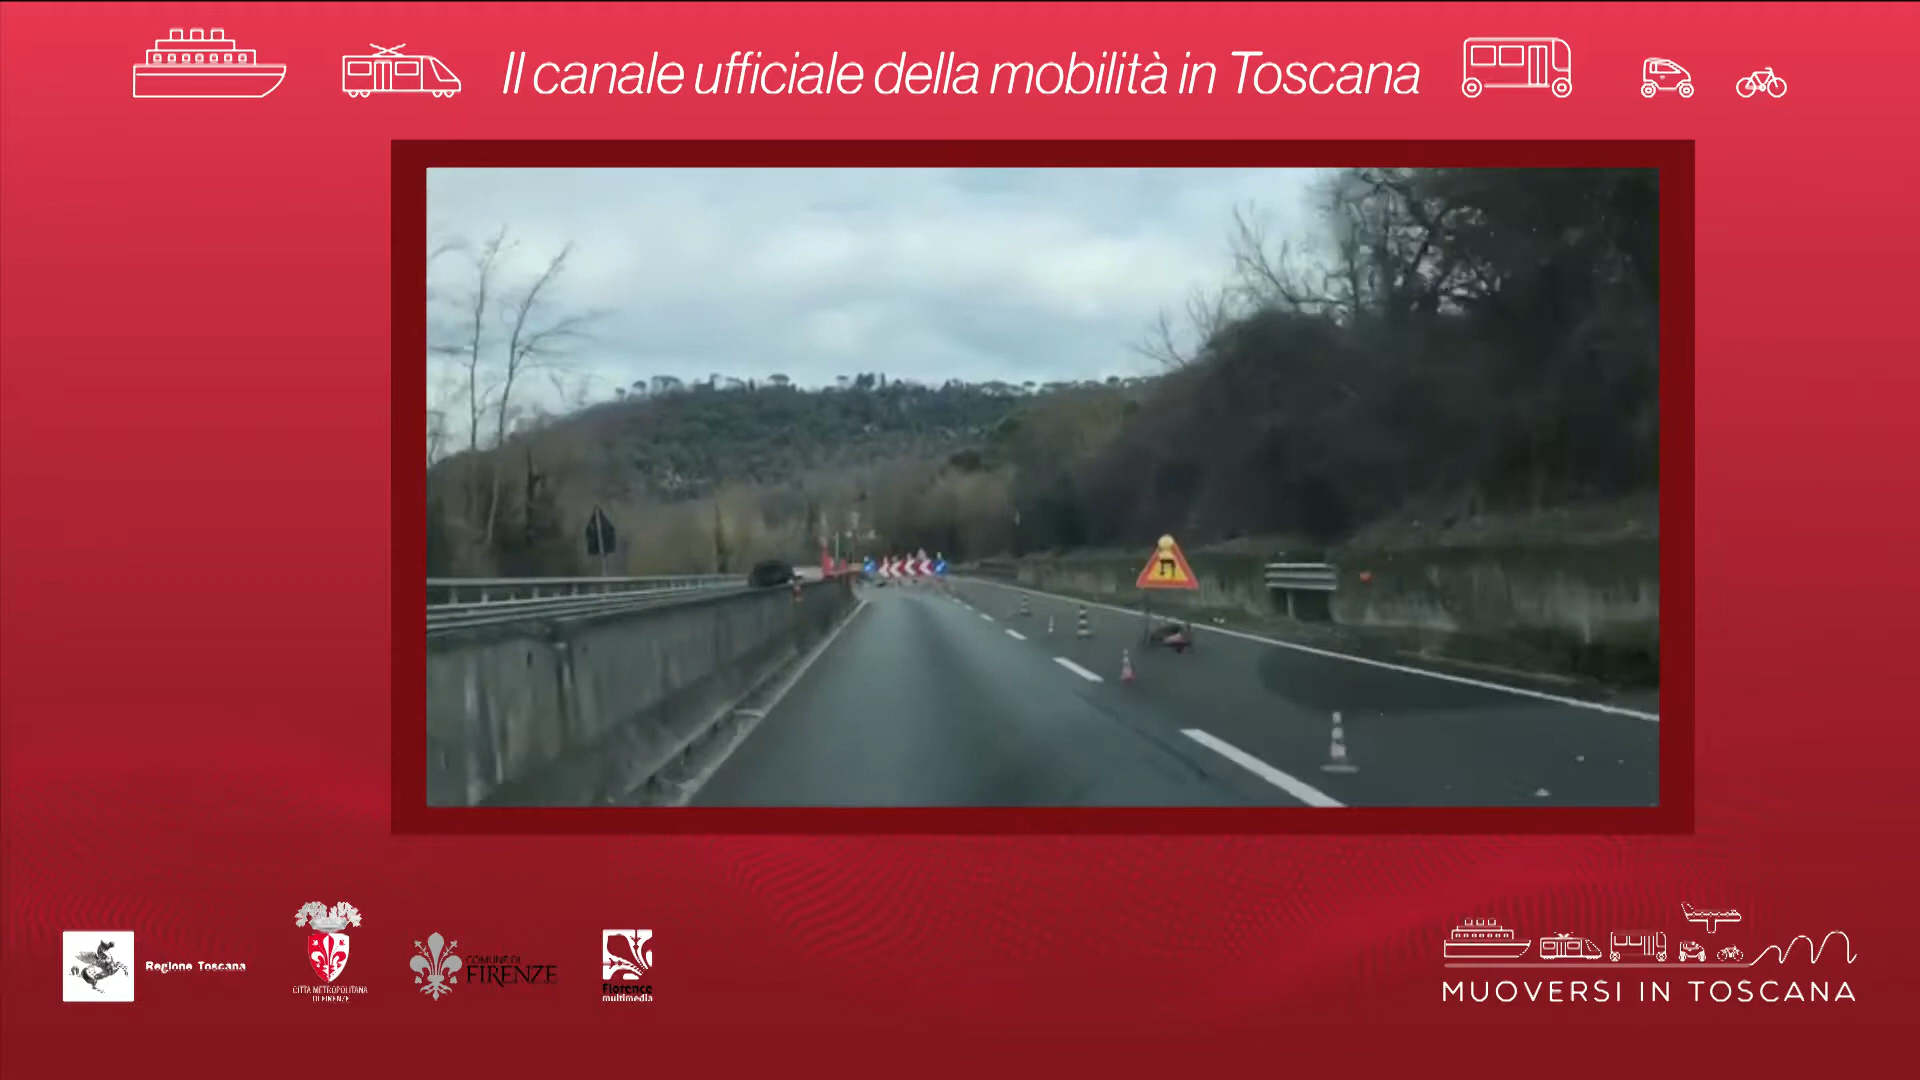 Il canale ufficiale della mobilità in Toscana
Regione Toscana
CITTÀ METROPOLITANA
DI FIRENZE
COMUNE DI
FIRENZE
Florence
multimedia
MUOVERSI IN TOSCANA